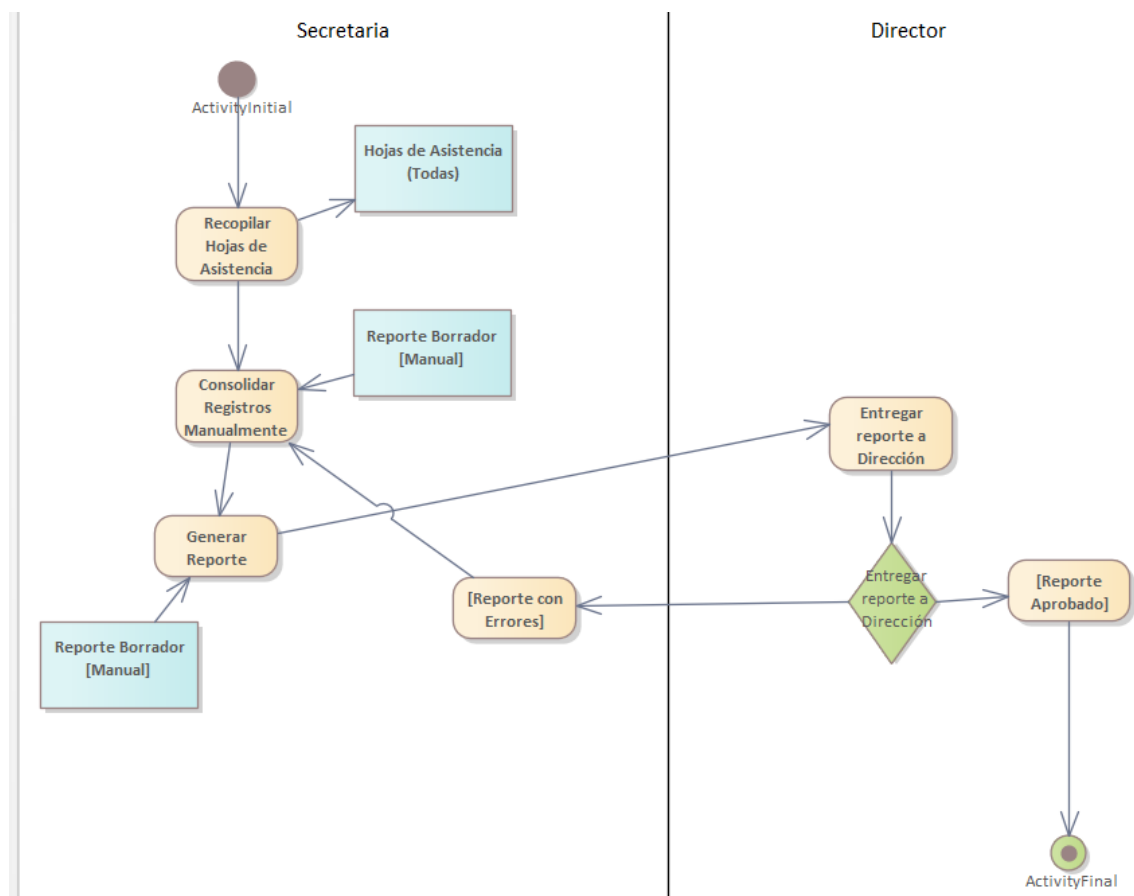 Secretaria
Director
ActivityInitial
Hojas de Asistencia
(Todas)
Recopilar
Hojas de
Asistencia
Reporte Borrador
[Manual]
Consolidar
Registros
Manualmente
Entregar
reporte a
Dirección
Generar
Reporte
[Reporte con
Errores]
Entregar
reporte a
Dirección
[Reporte
Aprobado]
Reporte Borrador
[Manual]
ActivityFinal